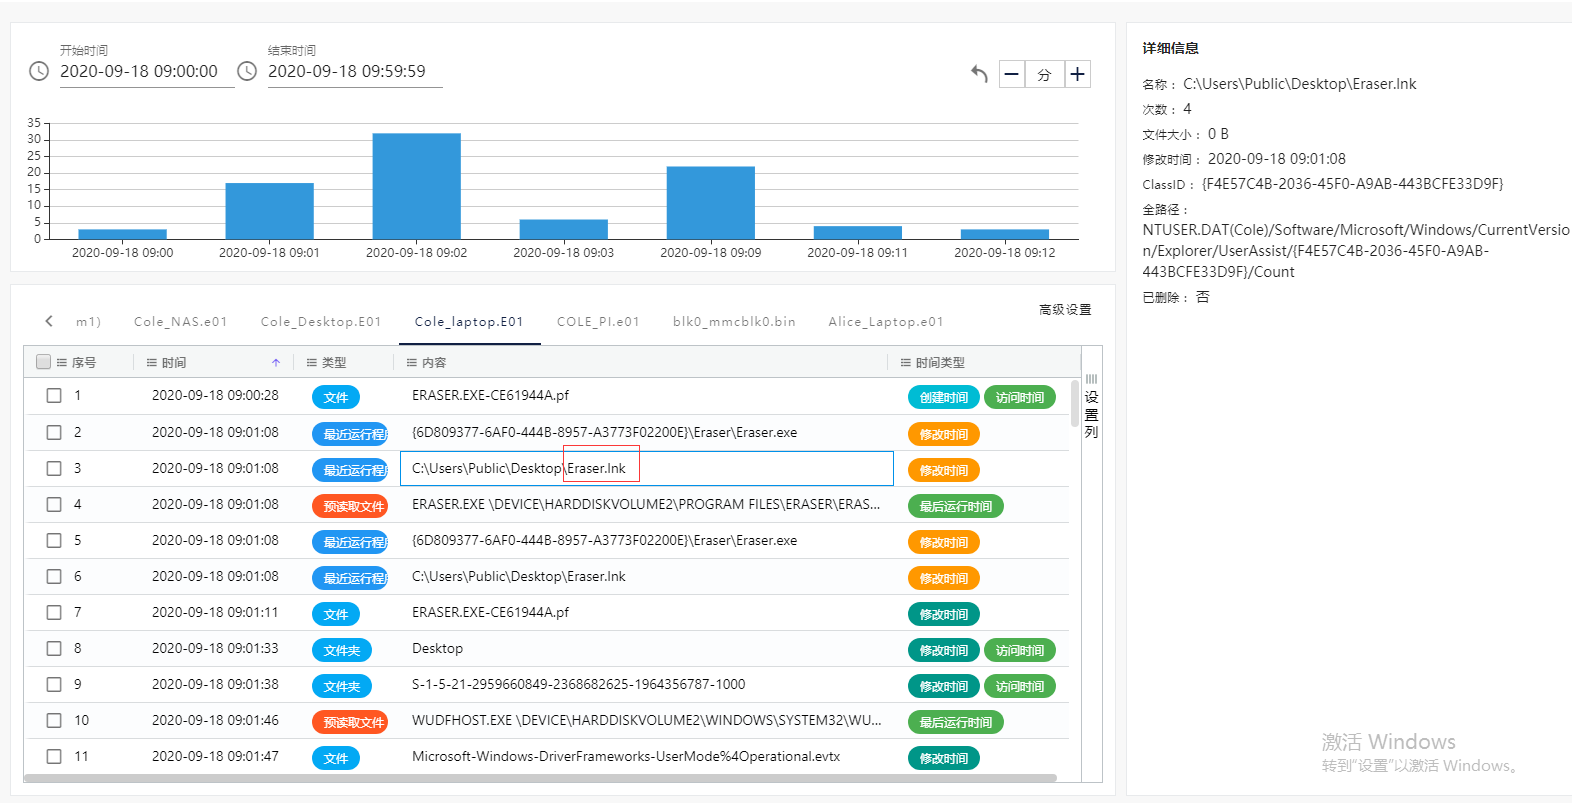 开始时间
2020-09-18 09:00:00
结束时间
2020-09-18 09:59:59
分
35
30
25
20
15
10
5
0
2020-09-18 09:00
2020-09-18 09:01
2020-09-18 09:02
2020-09-18 09:03
2020-09-18 09:09
2020-09-18 09:11
2020-09-18 09:12
高级设置
m1) Cole_NAS.e01 Cole_Desktop.E01 Cole_laptop.E01 COLE_PI.e01 blk0_mmcblk0.bin Alice_Laptop.e01
序号 时间 类型 内容 时间类型
1 2020-09-18 09:00:28 文件 ERASER.EXE-CE61944A.pf 创建时间 访问时间
2 2020-09-18 09:01:08 最近运行程 {6D809377-6AF0-444B-8957-A3773F02200E}\Eraser\Eraser.exe 修改时间
3 2020-09-18 09:01:08 最近运行程 C:\Users\Public\Desktop\Eraser.lnk 修改时间
4 2020-09-18 09:01:08 预读取文件 ERASER.EXE \DEVICE\HARDDISKVOLUME2\PROGRAM FILES\ERASER\ERAS... 最后运行时间
5 2020-09-18 09:01:08 最近运行程 {6D809377-6AF0-444B-8957-A3773F02200E}\Eraser\Eraser.exe 修改时间
6 2020-09-18 09:01:08 最近运行程 C:\Users\Public\Desktop\Eraser.lnk 修改时间
7 2020-09-18 09:01:11 文件 ERASER.EXE-CE61944A.pf 修改时间
8 2020-09-18 09:01:33 文件夹 Desktop 修改时间 访问时间
9 2020-09-18 09:01:38 文件夹 S-1-5-21-2959660849-2368682625-1964356787-1000 修改时间 访问时间
10 2020-09-18 09:01:46 预读取文件 WUDFHOST.EXE \DEVICE\HARDDISKVOLUME2\WINDOWS\SYSTEM32\WU... 最后运行时间
11 2020-09-18 09:01:47 文件 Microsoft-Windows-DriverFrameworks-UserMode%4Operational.evtx 修改时间
设置列
详细信息
名称： C:\Users\Public\Desktop\Eraser.lnk
次数： 4
文件大小： 0 B
修改时间： 2020-09-18 09:01:08
ClassID： {F4E57C4B-2036-45F0-A9AB-443BCFE33D9F}
全路径：
NTUSER.DAT(Cole)/Software/Microsoft/Windows/CurrentVersio
n/Explorer/UserAssist/{F4E57C4B-2036-45F0-A9AB-
443BCFE33D9F}/Count
已删除： 否
激活 Windows
转到"设置"以激活 Windows。